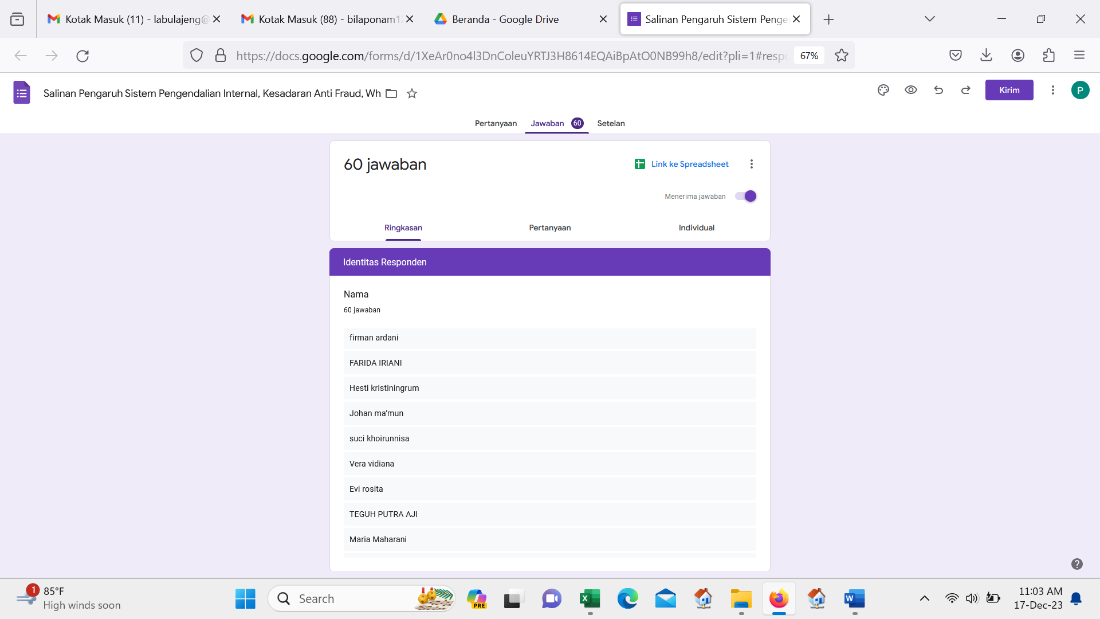 Kotak Masuk (11) - labulajeng@
Kotak Masuk (88) - bilaponam1
Beranda - Google Drive
Salinan Pengaruh Sistem Penge
https://docs.google.com/forms/d/1XeAr0no4l3DnColeuYRTJ3H8614EQAiBpAtO0NB99h8/edit?pli=1#resp
67%
Salinan Pengaruh Sistem Pengendalian Internal, Kesadaran Anti Fraud, Wh
Kirim
P
Pertanyaan
Jawaban 60
Setelan
60 jawaban
Link ke Spreadsheet
Menerima jawaban
Ringkasan
Pertanyaan
Individual
Identitas Responden
Nama
60 jawaban
firman ardani
FARIDA IRIANI
Hesti kristiningrum
Johan ma'mun
suci khoirunnisa
Vera vidiana
Evi rosita
TEGUH PUTRA AJI
Maria Maharani
1
85°F
High winds soon
Search
PRE
11:03 AM
17-Dec-23